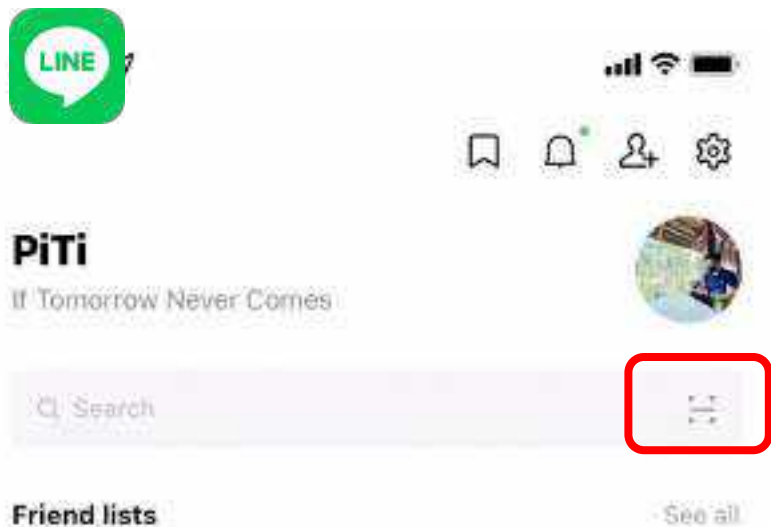 LINE
PiTi
If Tomorrow Never Comes
Search
Friend lists
See all